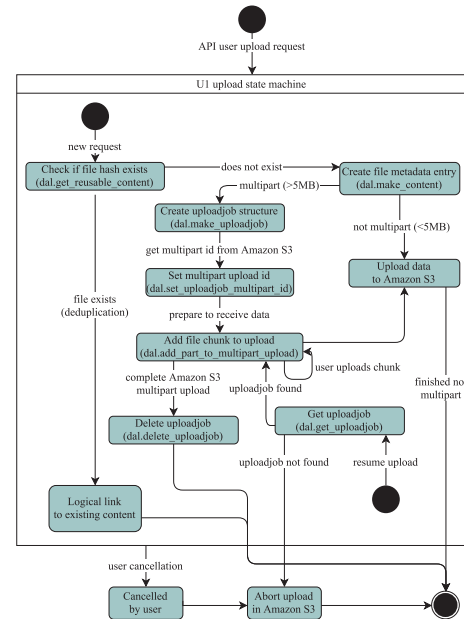 API user upload request
U1 upload state machine
new request
Check if file hash exists
(dal.get_reusable_content)
does not exist
Create file metadata entry
(dal.make_content)
multipart (>5MB)
Create uploadjob structure
(dal.make_uploadjob)
not multipart (<5MB)
get multipart id from Amazon S3
Set multipart upload id
(dal.set_uploadjob_multipart_id)
Upload data
to Amazon S3
file exists
(deduplication)
prepare to receive data
Add file chunk to upload
(dal.add_part_to_multipart_upload)
user uploads chunk
complete Amazon S3
multipart upload
uploadjob found
finished no
multipart
Delete uploadjob
(dal.delete_uploadjob)
Get uploadjob
(dal.get_uploadjob)
uploadjob not found
resume upload
Logical link
to existing content
user cancellation
Cancelled
by user
Abort upload
in Amazon S3